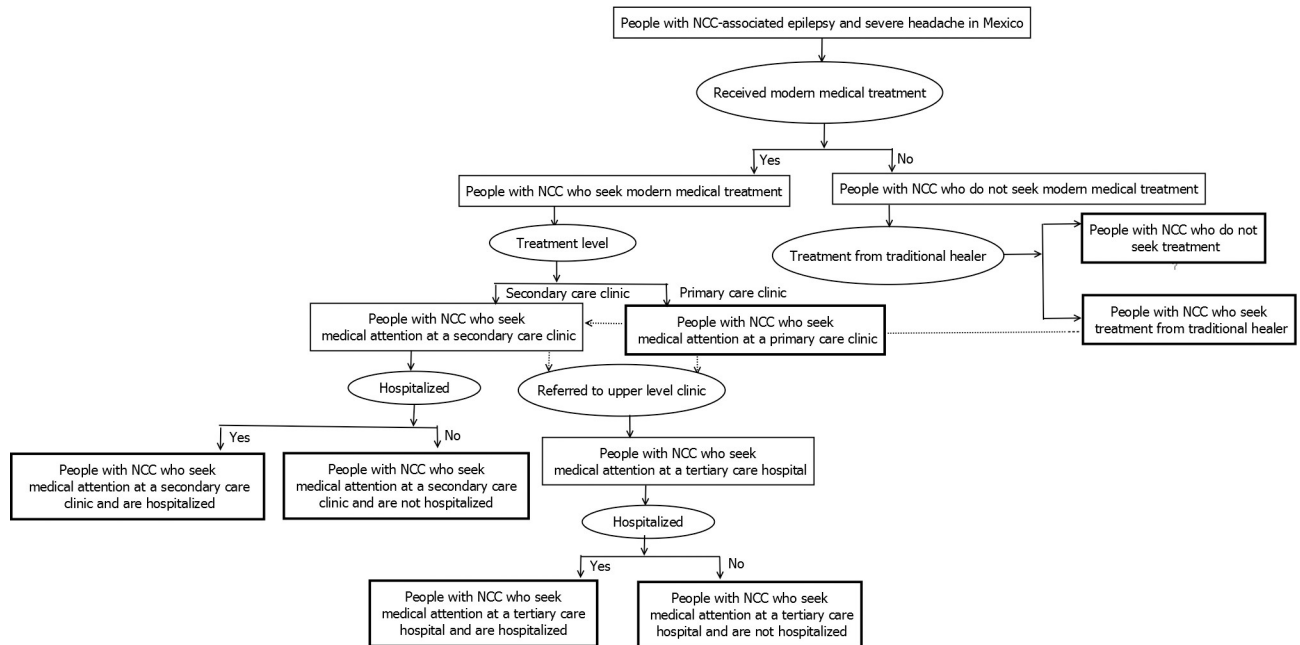 People with NCC-associated epilepsy and severe headache in Mexico
Received modern medical treatment
Yes
No
People with NCC who seek modern medical treatment
People with NCC who do not seek modern medical treatment
Treatment level
Treatment from traditional healer
People with NCC who do not
seek treatment
Secondary care clinic
Primary care clinic
People with NCC who seek
medical attention at a secondary care clinic
People with NCC who seek
medical attention at a primary care clinic
People with NCC who seek
treatment from traditional healer
Hospitalized
Referred to upper level clinic
Yes
No
People with NCC who seek
medical attention at a secondary care
clinic and are hospitalized
People with NCC who seek
medical attention at a secondary care
clinic and are not hospitalized
People with NCC who seek
medical attention at a tertiary care hospital
Hospitalized
Yes
No
People with NCC who seek
medical attention at a tertiary care
hospital and are hospitalized
People with NCC who seek
medical attention at a tertiary care
hospital and are not hospitalized